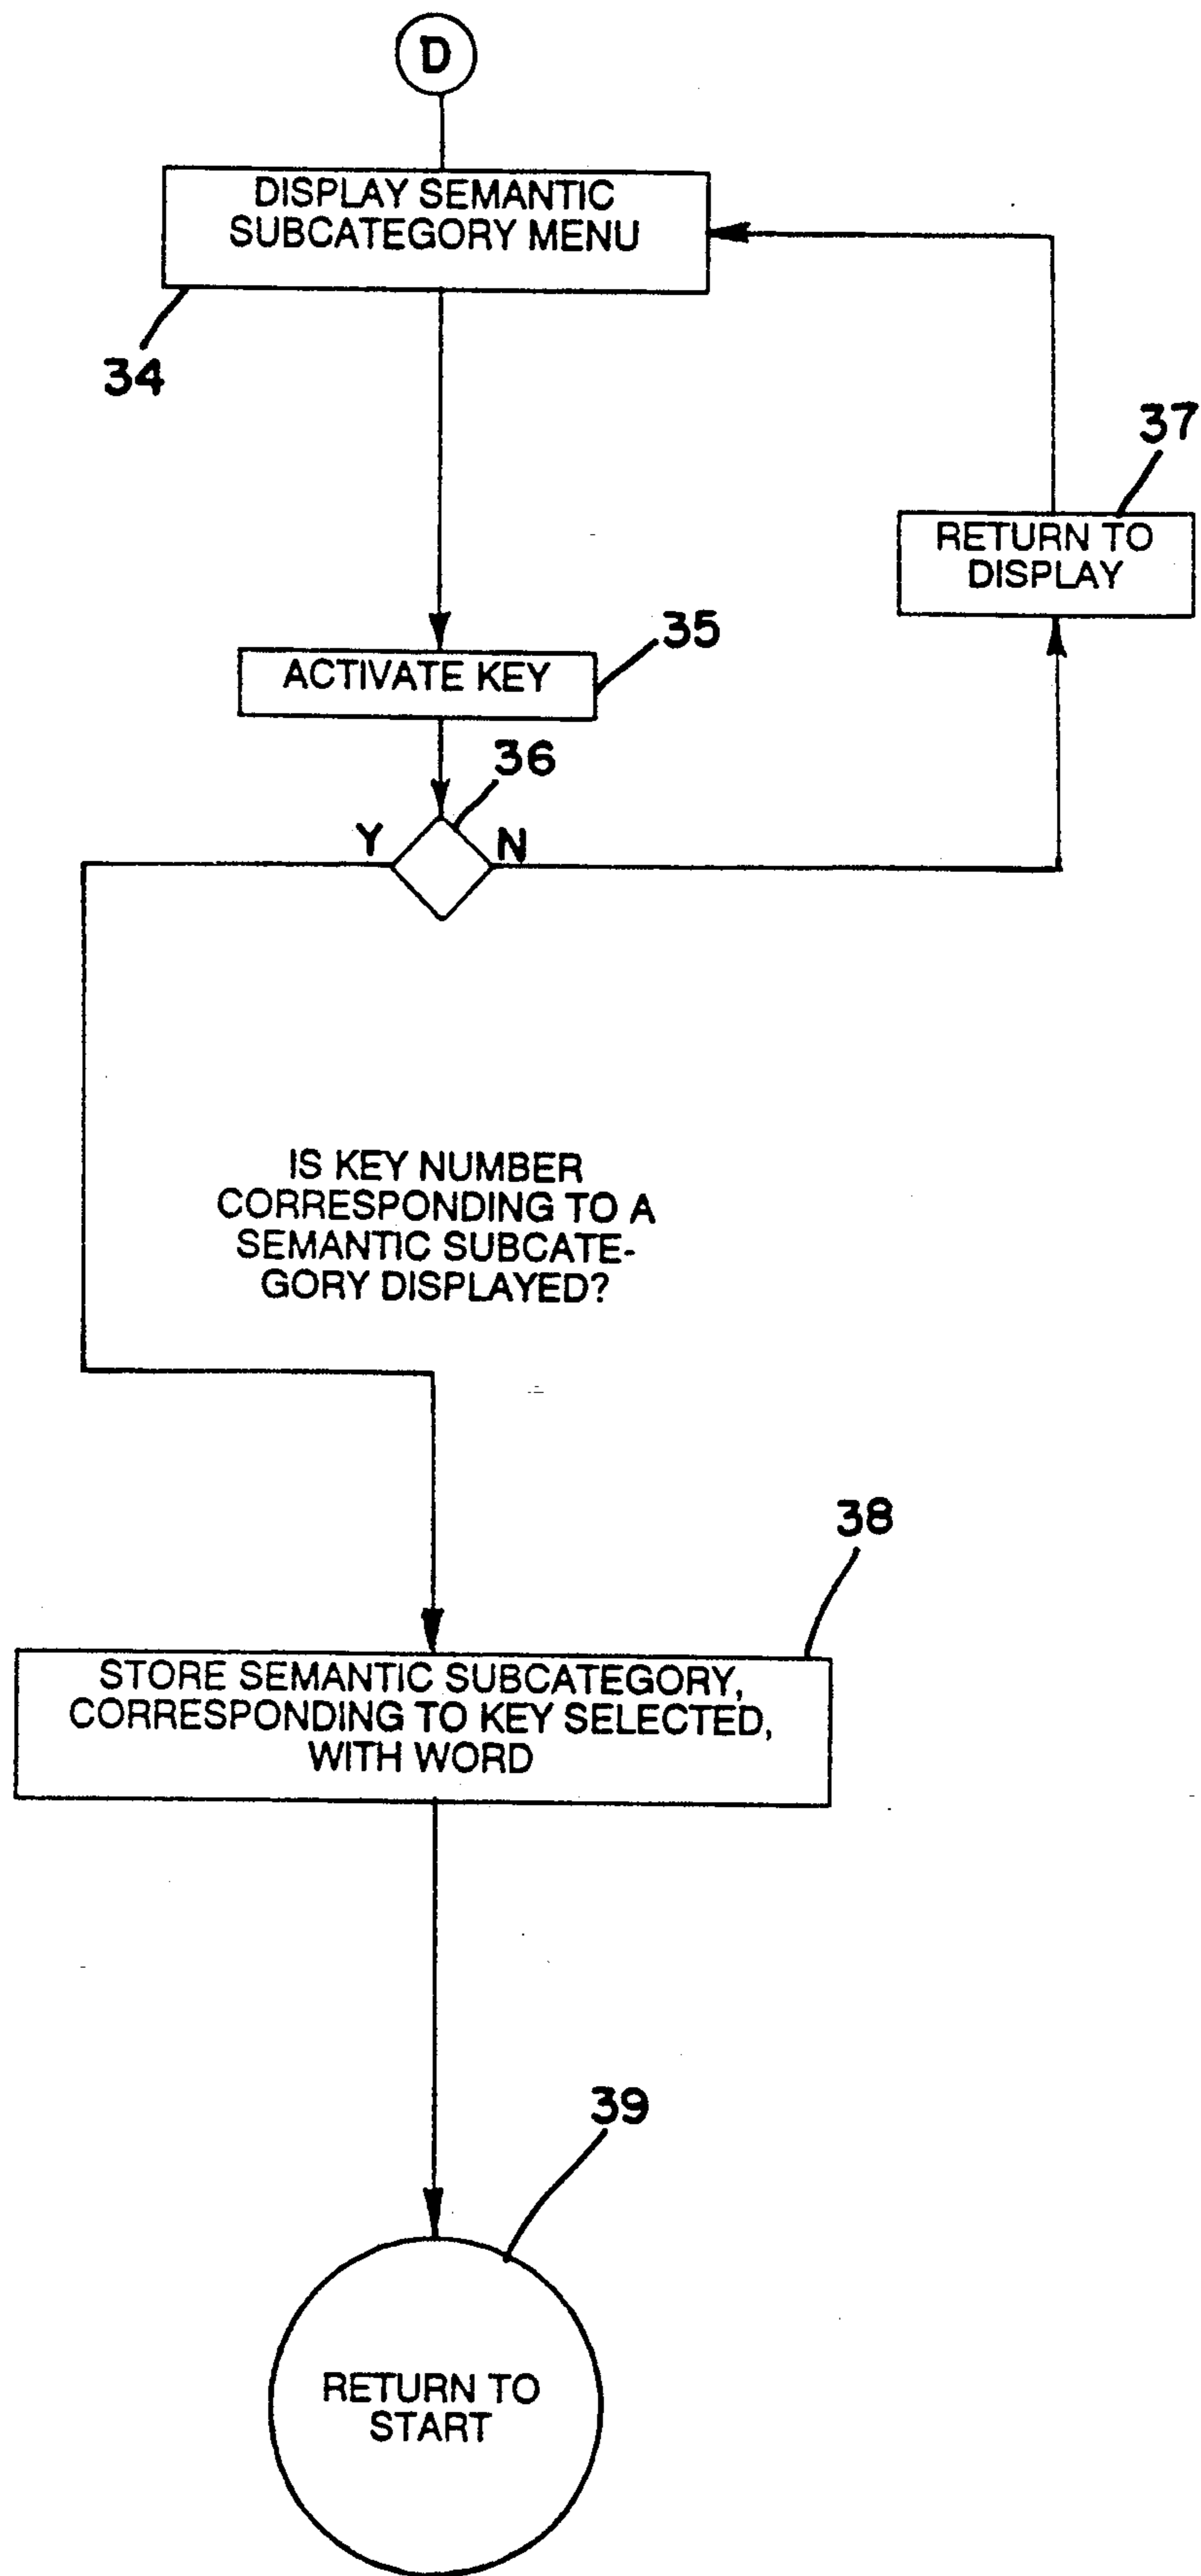 D
DISPLAY SEMANTIC
SUBCATEGORY MENU
34
37
RETURN TO
DISPLAY
35
ACTIVATE KEY
36
Y
N
IS KEY NUMBER
CORRESPONDING TO A
SEMANTIC SUBCATE-
GORY DISPLAYED?
38
STORE SEMANTIC SUBCATEGORY,
CORRESPONDING TO KEY SELECTED,
WITH WORD
39
RETURN TO
START